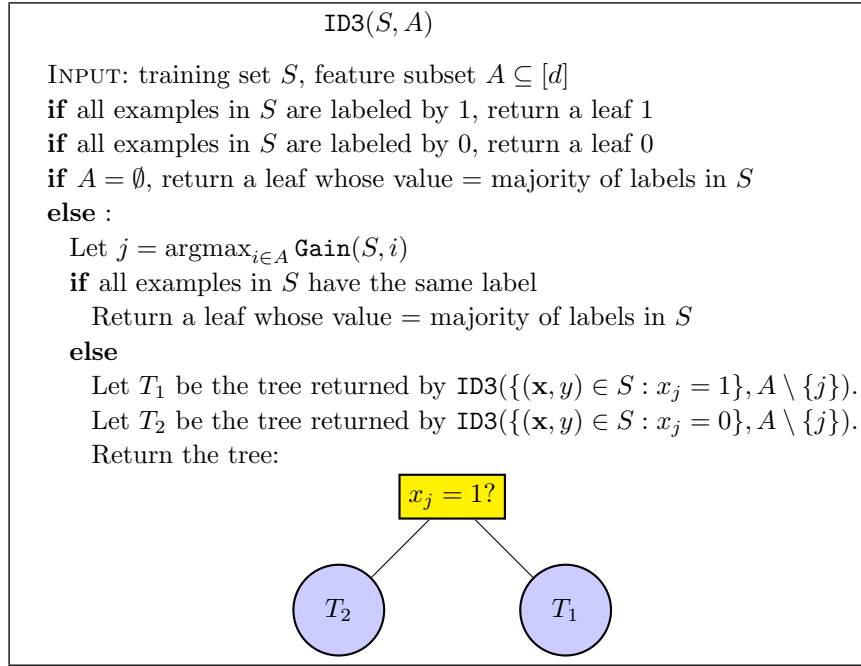 ID3(S, A)
INPUT: training set S, feature subset A ⊆ [d]
if all examples in S are labeled by 1, return a leaf 1
if all examples in S are labeled by 0, return a leaf 0
if A = ∅, return a leaf whose value = majority of labels in S
else :
Let j = argmax_{i∈A} Gain(S, i)
if all examples in S have the same label
Return a leaf whose value = majority of labels in S
else
Let T₁ be the tree returned by ID3({(x, y) ∈ S : x_j = 1}, A \ {j}).
Let T₂ be the tree returned by ID3({(x, y) ∈ S : x_j = 0}, A \ {j}).
Return the tree:
x_j = 1?
T₂ T₁